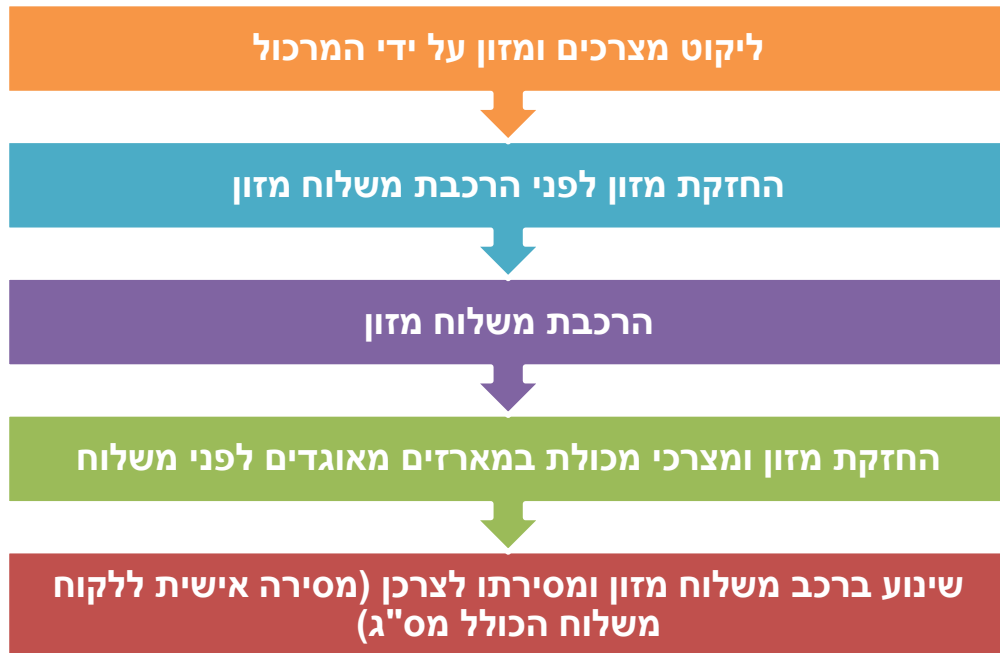 ליקוט מצרכים ומזון על ידי המרכול
החזקת מזון לפני הרכבת משלוח מזון
הרכבת משלוח מזון
החזקת מזון ומצרכי מכולת במארזים מאוגדים לפני משלוח
שינוע ברכב משלוח מזון ומסירתו לצרכן (מסירה אישית ללקוח
משלוח הכולל מס"ג)